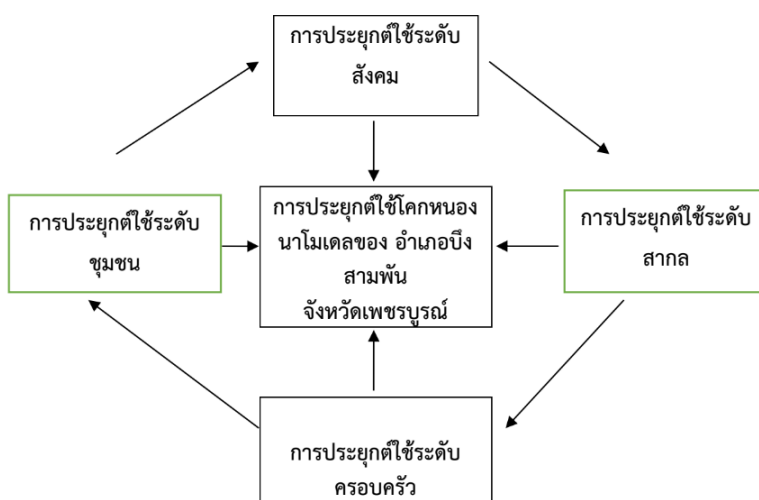 การประยุกต์ใช้ระดับ
สังคม
การประยุกต์ใช้ระดับ
ชุมชน
การประยุกต์ใช้โคกหนอง
นาโมเดลของ อำเภอบึง
สามพัน
จังหวัดเพชรบูรณ์
การประยุกต์ใช้ระดับ
สากล
การประยุกต์ใช้ระดับ
ครอบครัว